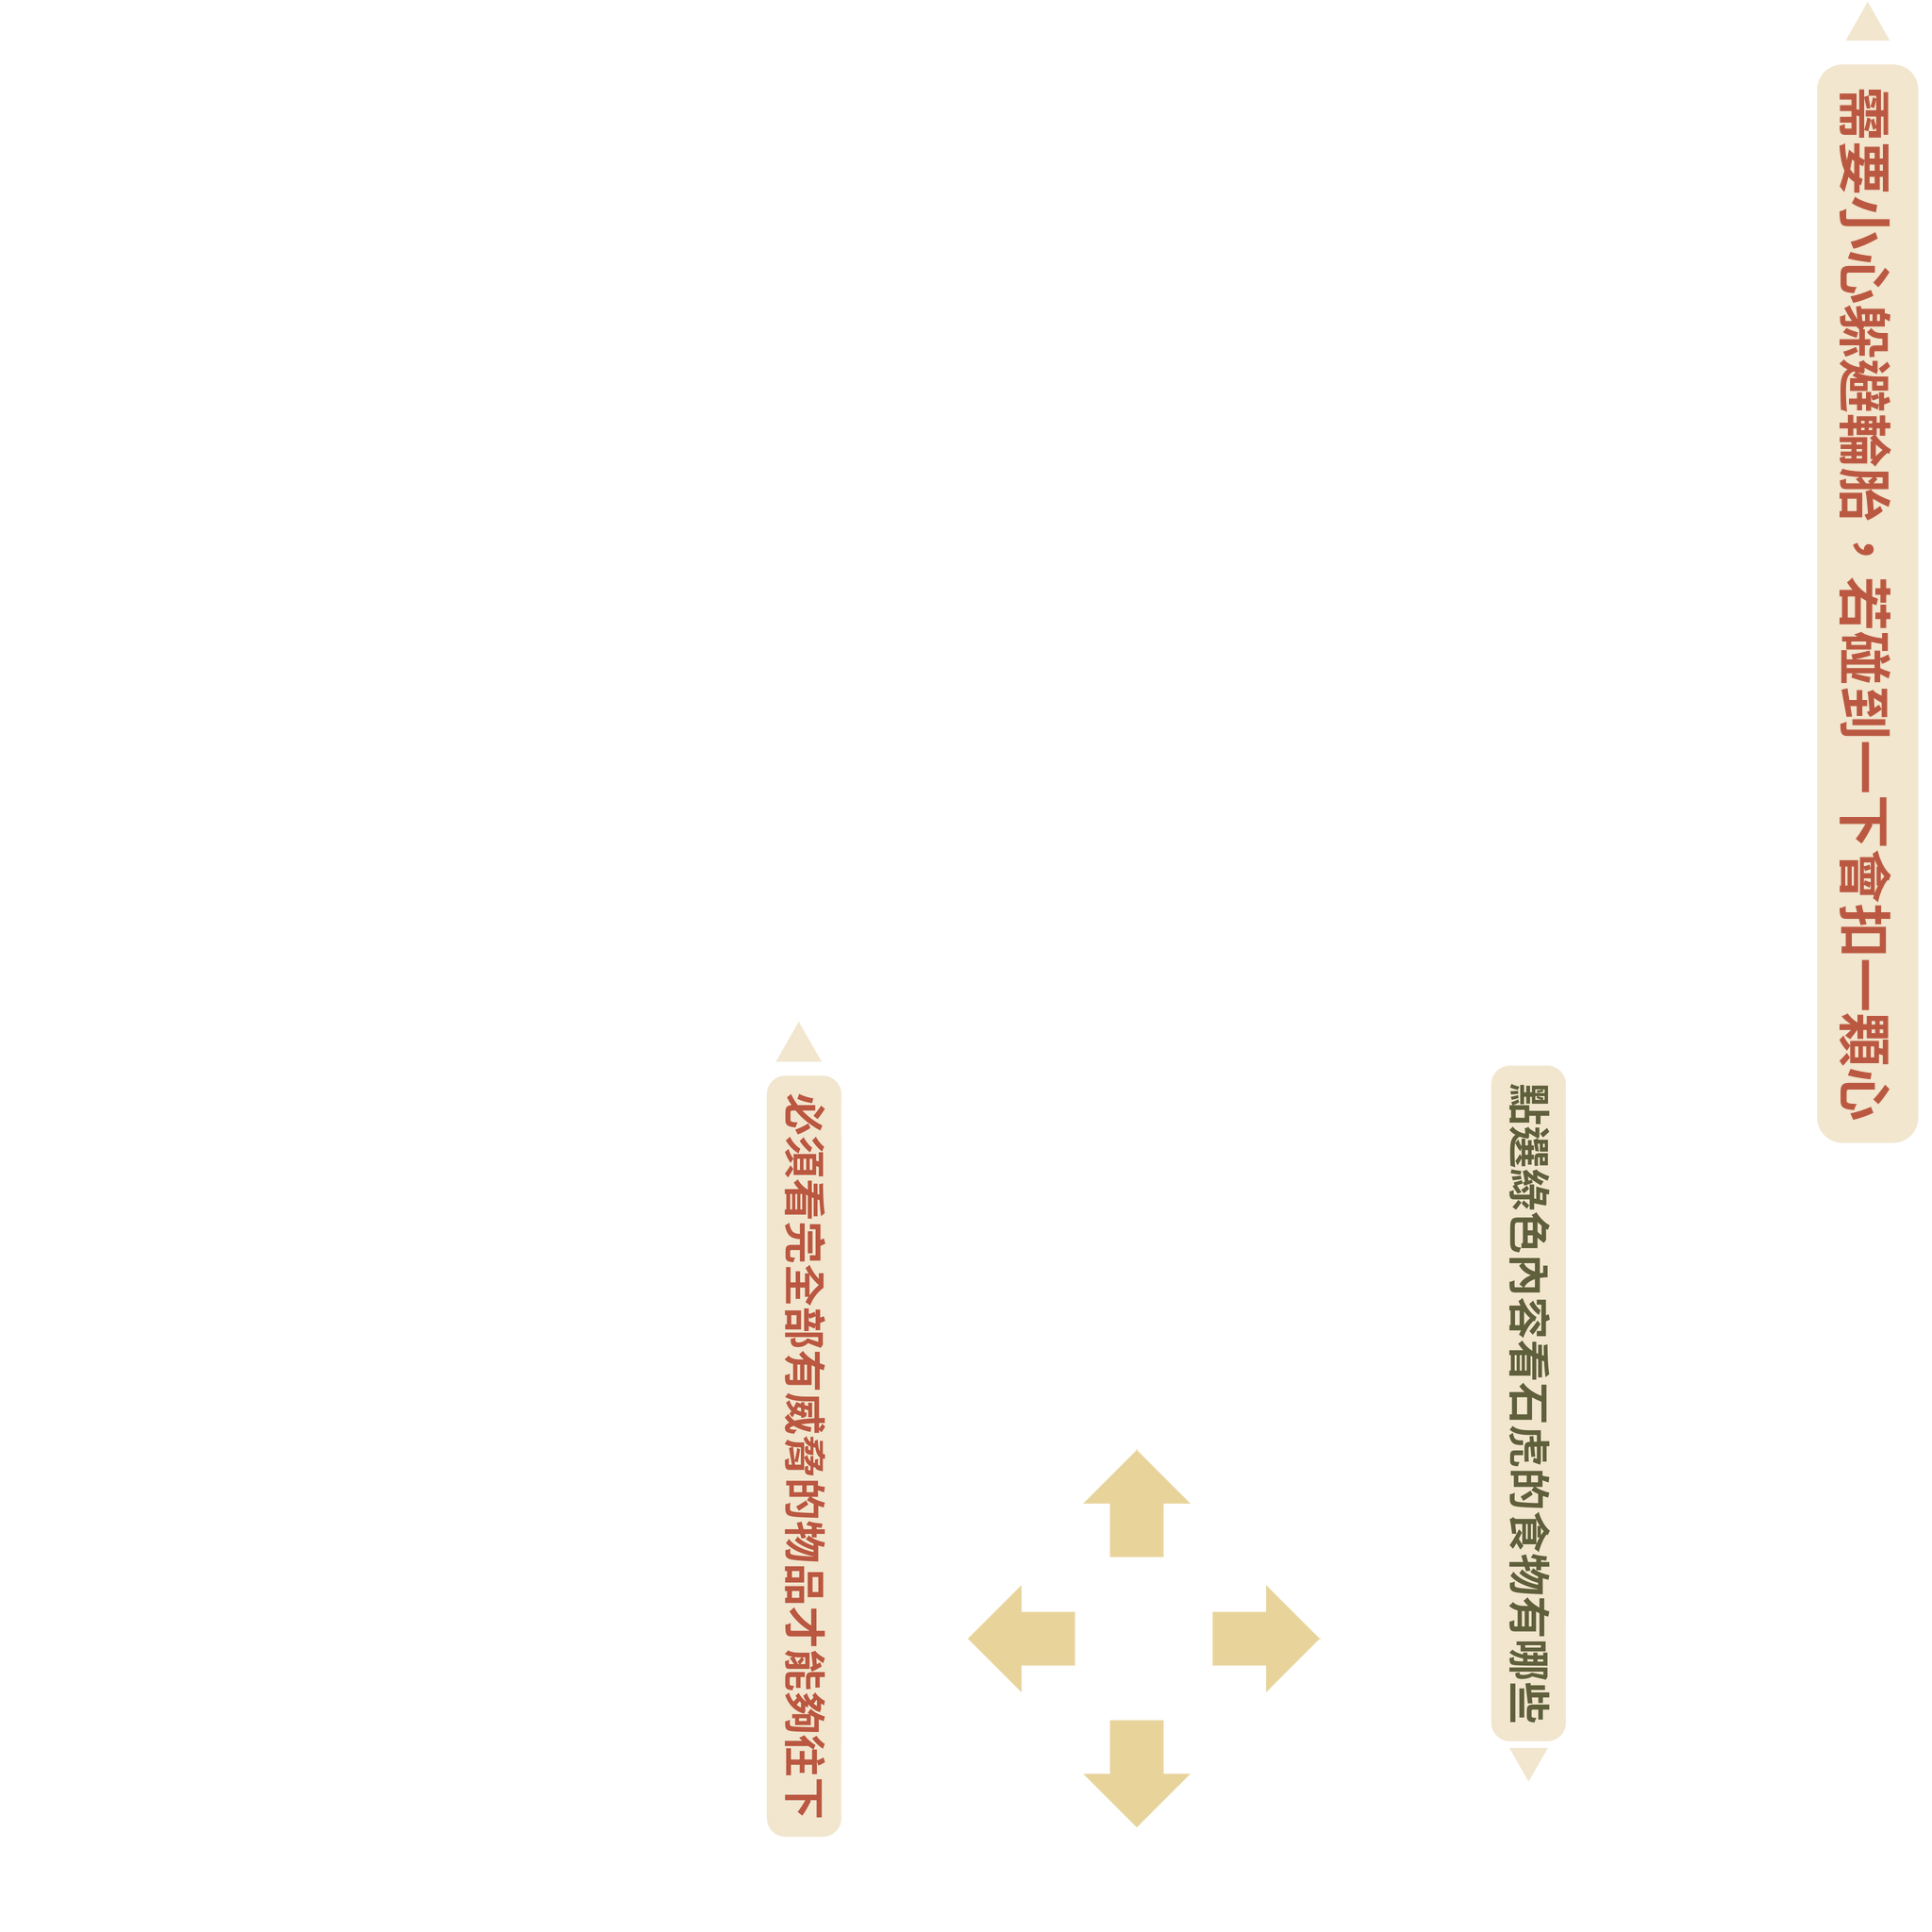 需要小心躲避輪胎，若碰到一下會扣一顆心
點選綠色內容看石虎的食物有哪些
必須看完全部有威脅的物品才能夠往下